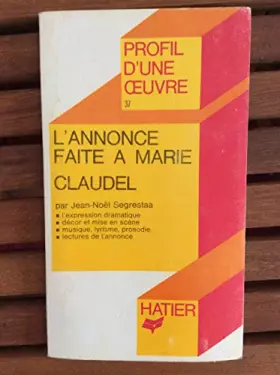 PROFIL
D'UNE
ŒUVRE
37
L'ANNONCE
FAITE A MARIE
CLAUDEL
par Jean-Noël Segrestaa
l'expression dramatique
décor et mise en scène
musique, lyrisme, prosodie
lectures de l'annonce
HATIER